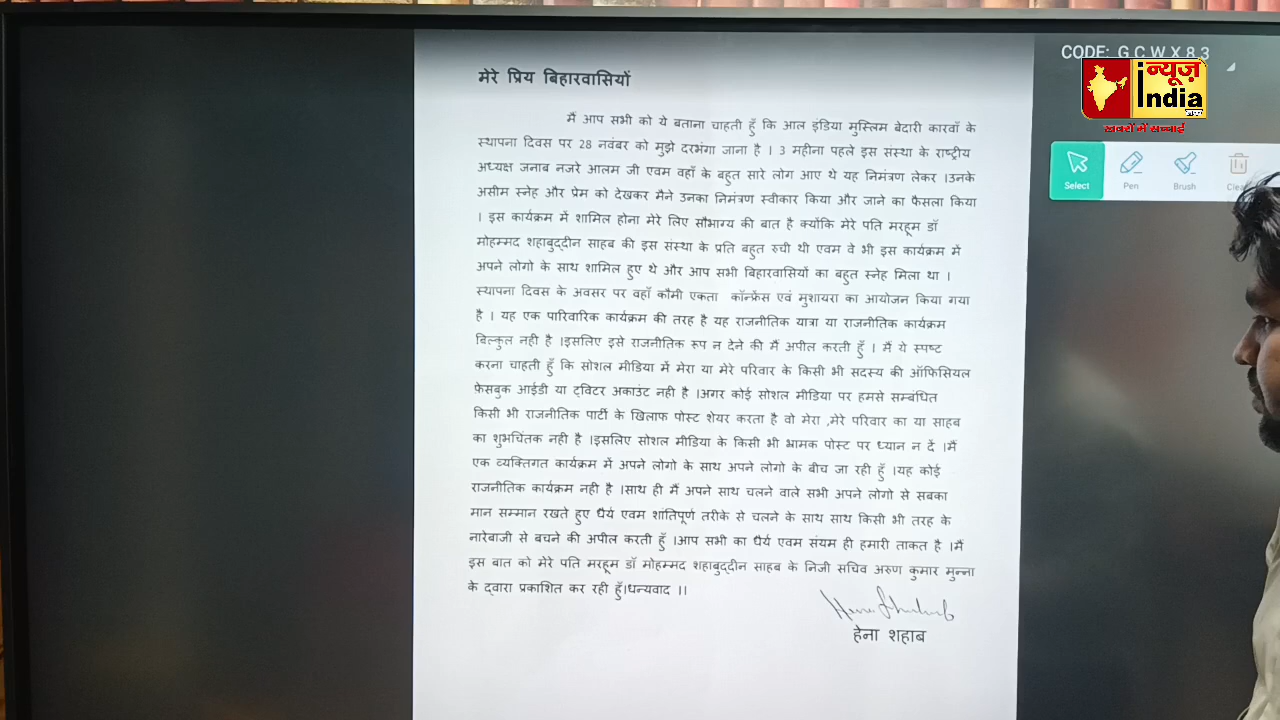 मेरे प्रिय बिहारवासियों
मैं आप सभी को ये बताना चाहती हूँ कि आल इंडिया मुस्लिम बेदारी कारवाँ के
स्थापना दिवस पर 28 नवंबर को मुझे दरभंगा जाना है । 3 महीना पहले इस संस्था के राष्ट्रीय
अध्यक्ष जनाब नजरे आलम जी एवम वहाँ के बहुत सारे लोग आए थे यह निमंत्रण लेकर ।उनके
असीम स्नेह और प्रेम को देखकर मैने उनका निमंत्रण स्वीकार किया और जाने का फैसला किया
। इस कार्यक्रम में शामिल होना मेरे लिए सौभाग्य की बात है क्योंकि मेरे पति मरहूम डॉ
मोहम्मद शहाबुद्दीन साहब की इस संस्था के प्रति बहुत रुची थी एवम वे भी इस कार्यक्रम में
अपने लोगो के साथ शामिल हुए थे और आप सभी बिहारवासियों का बहुत स्नेह मिला था ।
स्थापना दिवस के अवसर पर वहाँ कौमी एकता कॉन्फ्रेंस एवं मुशायरा का आयोजन किया गया
है । यह एक पारिवारिक कार्यक्रम की तरह है यह राजनीतिक यात्रा या राजनीतिक कार्यक्रम
बिल्कुल नही है ।इसलिए इसे राजनीतिक रूप न देने की मैं अपील करती हूँ । मैं ये स्पष्ट
करना चाहती हूँ कि सोशल मीडिया में मेरा या मेरे परिवार के किसी भी सदस्य की ऑफिसियल
फ़ेसबुक आईडी या ट्विटर अकाउंट नही है ।अगर कोई सोशल मीडिया पर हमसे सम्बंधित
किसी भी राजनीतिक पार्टी के खिलाफ पोस्ट शेयर करता है वो मेरा ,मेरे परिवार का या साहब
का शुभचिंतक नही है ।इसलिए सोशल मीडिया के किसी भी भ्रामक पोस्ट पर ध्यान न दें ।मैं
एक व्यक्तिगत कार्यक्रम में अपने लोगो के साथ अपने लोगो के बीच जा रही हूँ ।यह कोई
राजनीतिक कार्यक्रम नही है ।साथ ही मैं अपने साथ चलने वाले सभी अपने लोगो से सबका
मान सम्मान रखते हुए धैर्य एवम शांतिपूर्ण तरीके से चलने के साथ साथ किसी भी तरह के
नारेबाजी से बचने की अपील करती हूँ ।आप सभी का धैर्य एवम संयम ही हमारी ताकत है ।मैं
इस बात को मेरे पति मरहूम डॉ मोहम्मद शहाबुद्दीन साहब के निजी सचिव अरुण कुमार मुन्ना
के द्वारा प्रकाशित कर रही हूँ।धन्यवाद ।।
Hena Shahab
हेना शहाब
CODE: G C W X 8 3
न्यूज़
India
खबरों में सच्चाई
Select
Pen
Brush